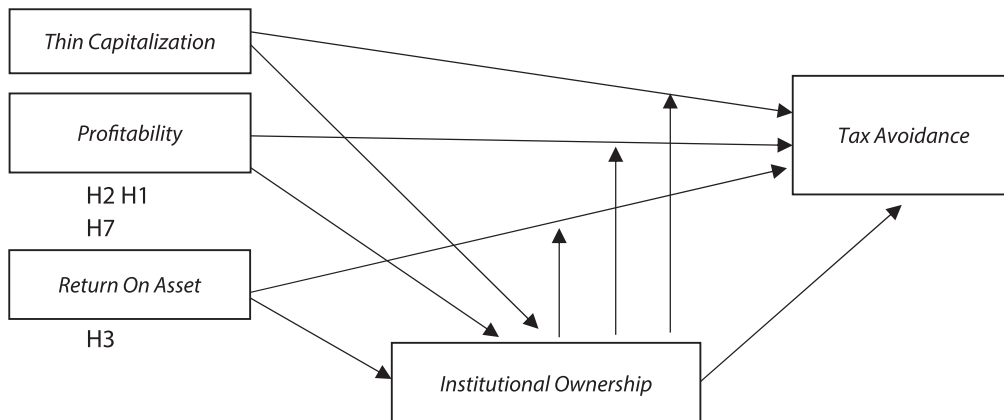 Thin Capitalization
Profitability
Tax Avoidance
H2 H1
H7
Return On Asset
H3
Institutional Ownership